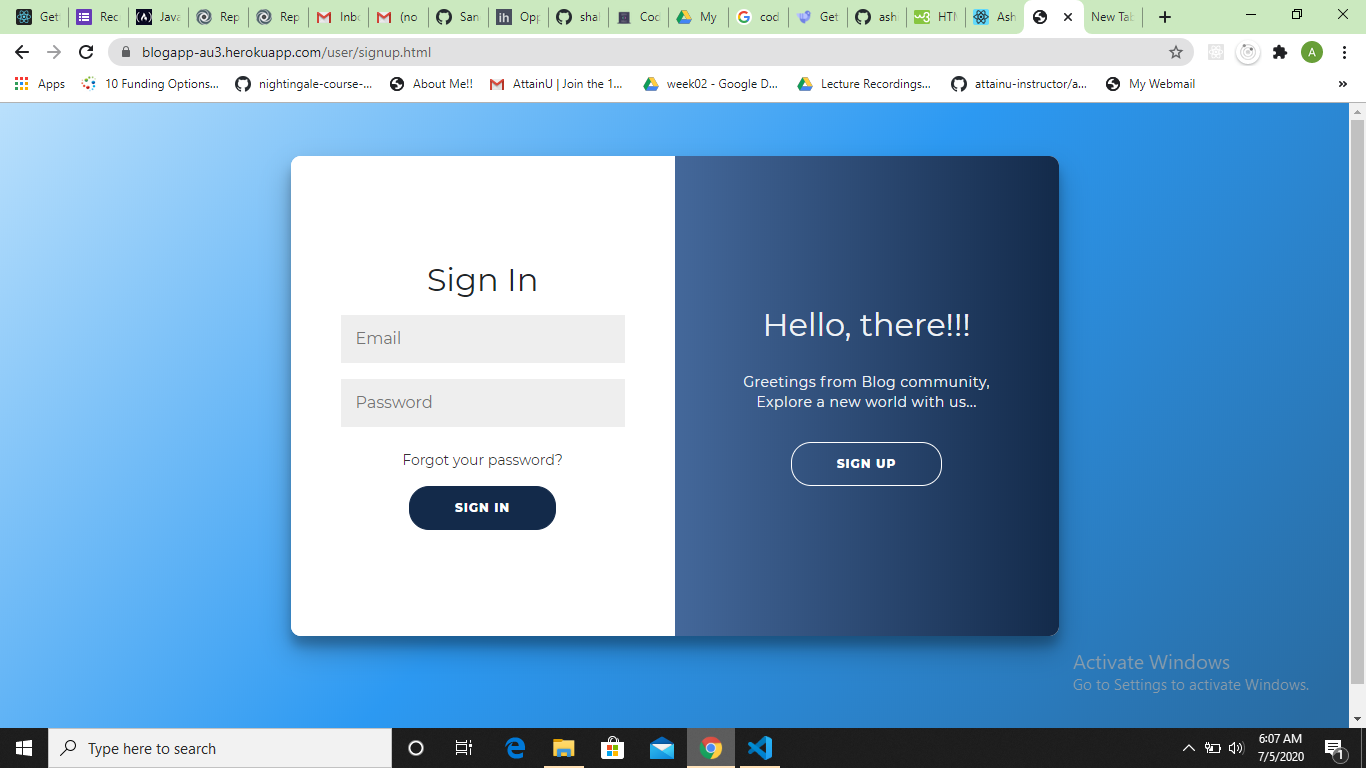 Get
Rec
Java
Rep
Rep
Inbo
(no
San
Opp
shal
Cod
My
cod
Get
ash
HTM
Ash
New Tab
blogapp-au3.herokuapp.com/user/signup.html
A
Apps
10 Funding Options...
nightingale-course-...
About Me!!
AttainU | Join the 1...
week02 - Google D...
Lecture Recordings...
attainu-instructor/a...
My Webmail
»
Sign In
Email
Password
Forgot your password?
SIGN IN
Hello, there!!!
Greetings from Blog community,
Explore a new world with us...
SIGN UP
Activate Windows
Go to Settings to activate Windows.
Type here to search
6:07 AM
7/5/2020
1